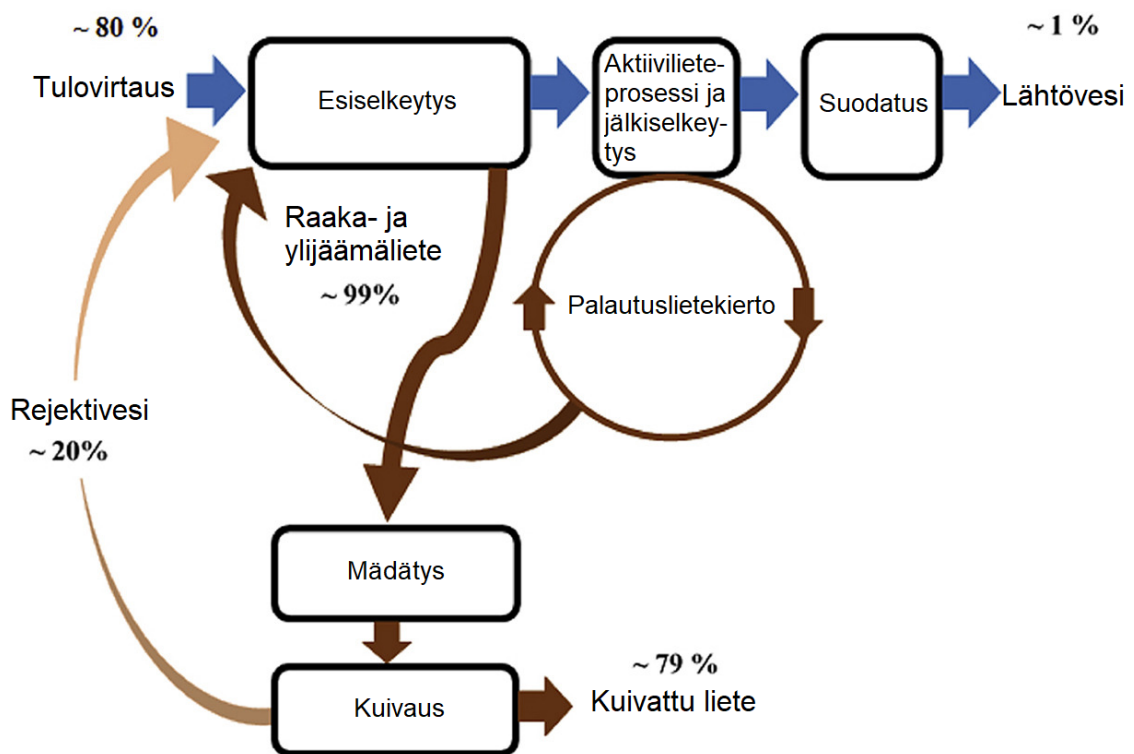 ~ 80 %
Tulovirtaus
Esiselkeytys
Aktiiviliete-
prosessi ja
jälkiselkey-
tys
Suodatus
~ 1 %
Lähtövesi
Raaka- ja
ylijäämäliete
~ 99%
Palautuslietekierto
Rejektivesi
~ 20%
Mädätys
Kuivaus
~ 79 %
Kuivattu liete